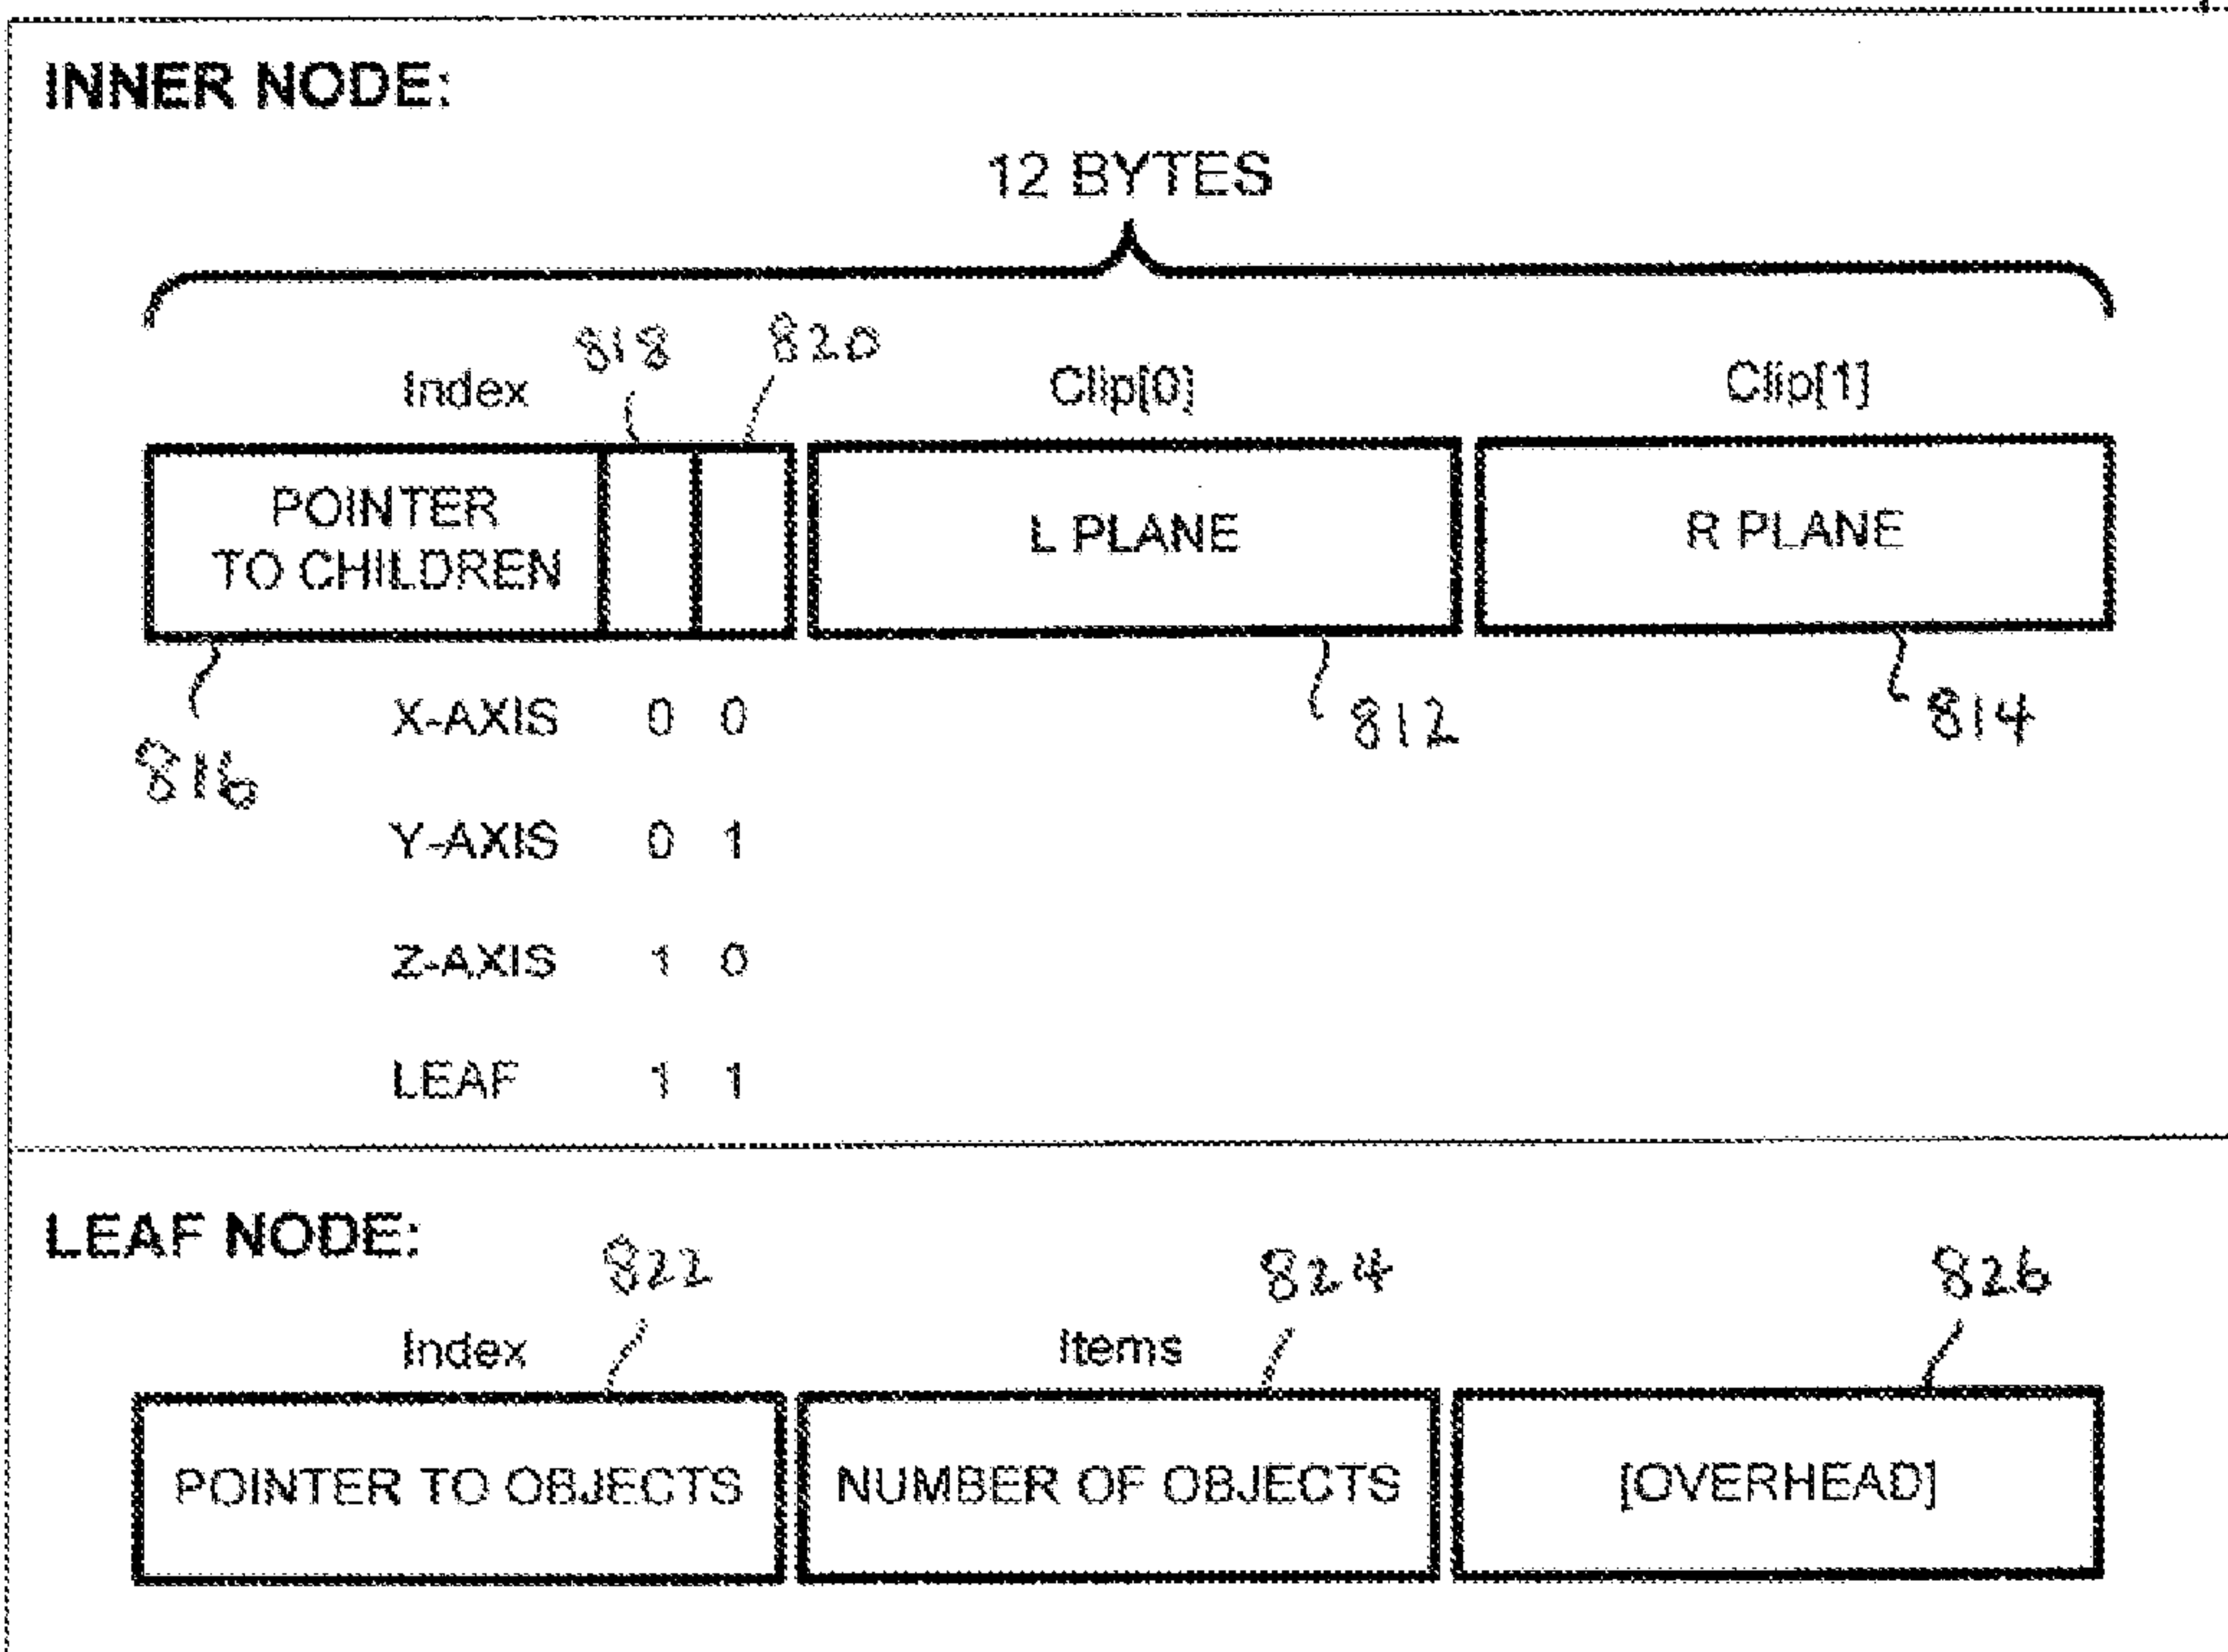 INNER NODE:
12 BYTES
818 820
Index Clip[0] Clip[1]
POINTER
TO CHILDREN
L PLANE R PLANE
X-AXIS 0 0
812 814
816
Y-AXIS 0 1
Z-AXIS 1 0
LEAF 1 1
LEAF NODE:
822 824 826
Index Items
POINTER TO OBJECTS NUMBER OF OBJECTS [OVERHEAD]